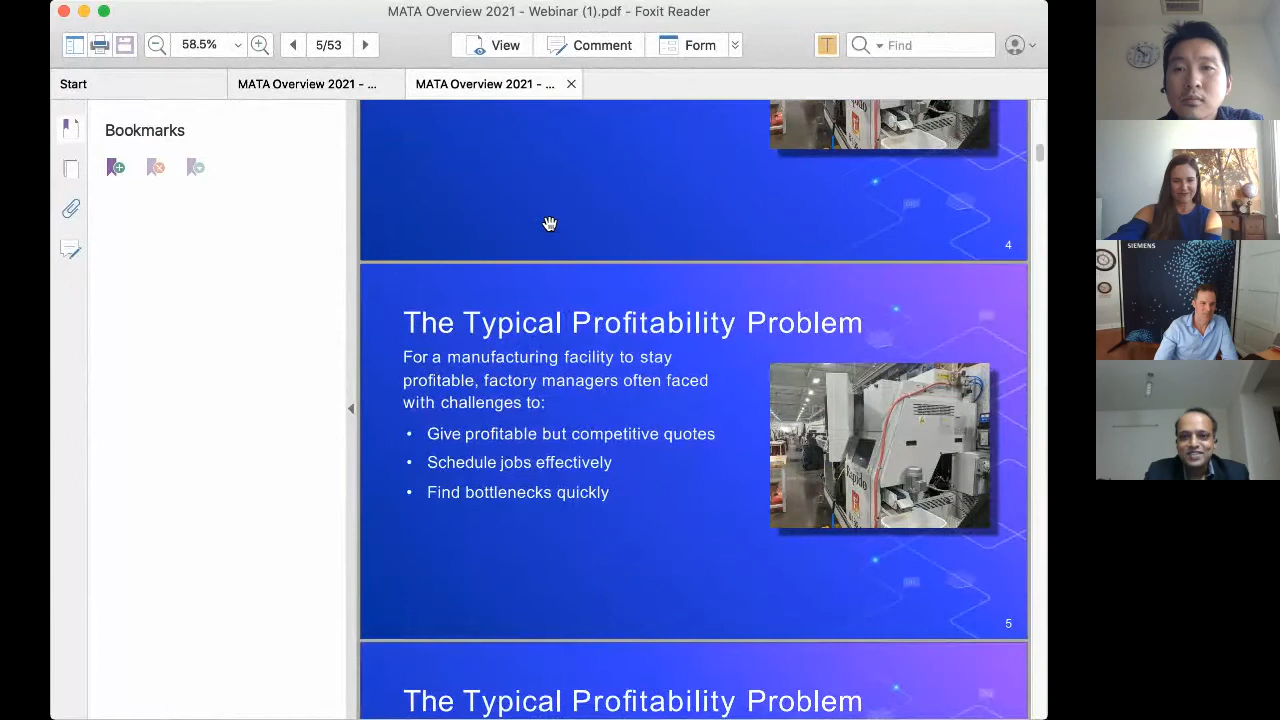 MATA Overview 2021 - Webinar (1).pdf - Foxit Reader
58.5%
5/53
View
Comment
Form
Find
Start
MATA Overview 2021 - ...
MATA Overview 2021 - ...
Bookmarks
4
The Typical Profitability Problem
For a manufacturing facility to stay
profitable, factory managers often faced
with challenges to:
• Give profitable but competitive quotes
• Schedule jobs effectively
• Find bottlenecks quickly
Rapido
5
The Typical Profitability Problem
SIEMENS